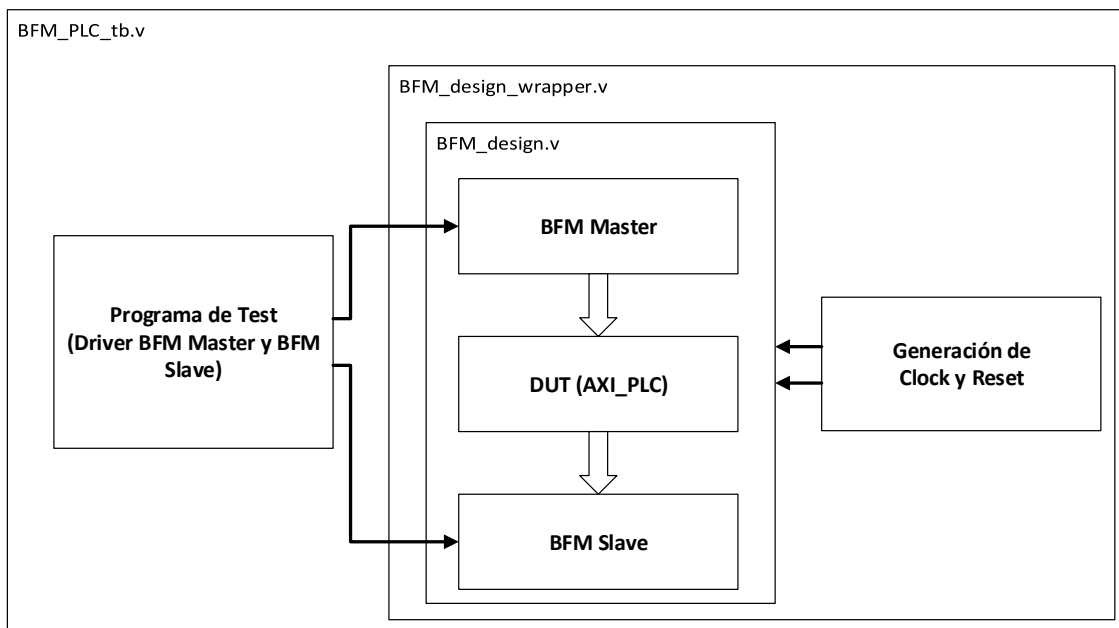 BFM_PLC_tb.v
BFM_design_wrapper.v
BFM_design.v
BFM Master
Programa de Test
(Driver BFM Master y BFM
Slave)
DUT (AXI_PLC)
Generación de
Clock y Reset
BFM Slave